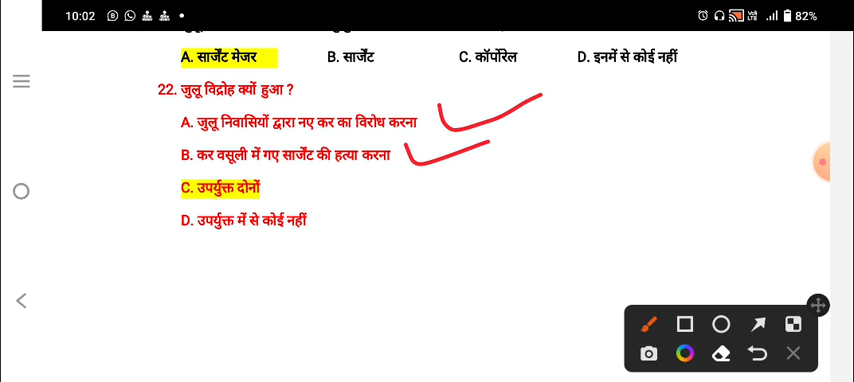 10:02 82%
A. सार्जेंट मेजर B. सार्जेंट C. कॉर्पोरेल D. इनमें से कोई नहीं
22. जुलू विद्रोह क्यों हुआ ?
A. जुलू निवासियों द्वारा नए कर का विरोध करना
B. कर वसूली में गए सार्जेंट की हत्या करना
C. उपर्युक्त दोनों
D. उपर्युक्त में से कोई नहीं